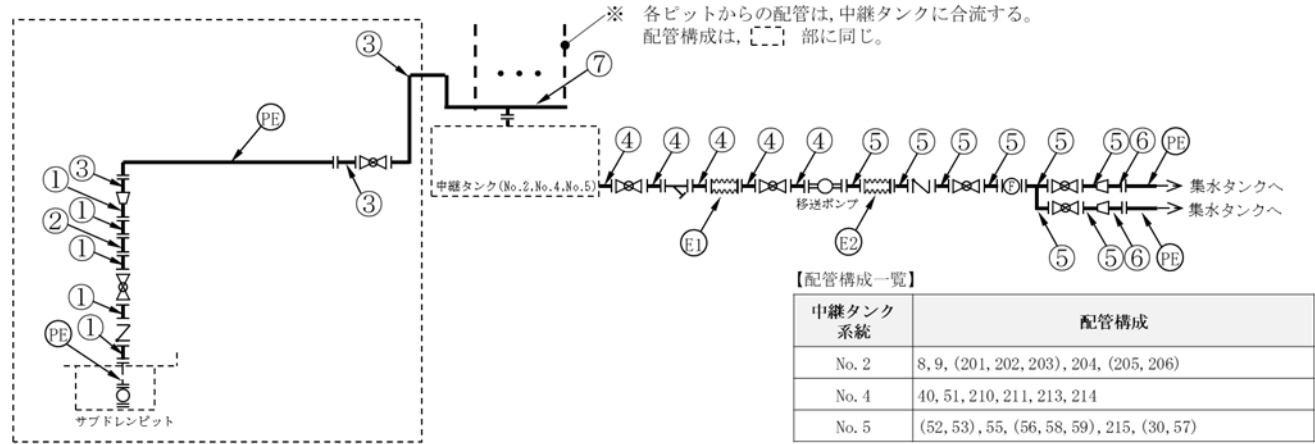 ※ 各ピットからの配管は,中継タンクに合流する。
配管構成は, 部に同じ。
③
⑦
PE
④ ④ ④ ④ ④ ⑤ ⑤ ⑤ ⑤ ⑤ ⑤ ⑥ PE
③
①
①
②
①
①
PE
①
③
中継タンク(No.2,No.4,No.5)
移送ポンプ
F
集水タンクへ
集水タンクへ
E1
E2
⑤ ⑤ ⑥ PE
サブドレンピット
【配管構成一覧】
中継タンク系統 配管構成
No. 2 8, 9, (201, 202, 203), 204, (205, 206)
No. 4 40, 51, 210, 211, 213, 214
No. 5 (52, 53), 55, (56, 58, 59), 215, (30, 57)